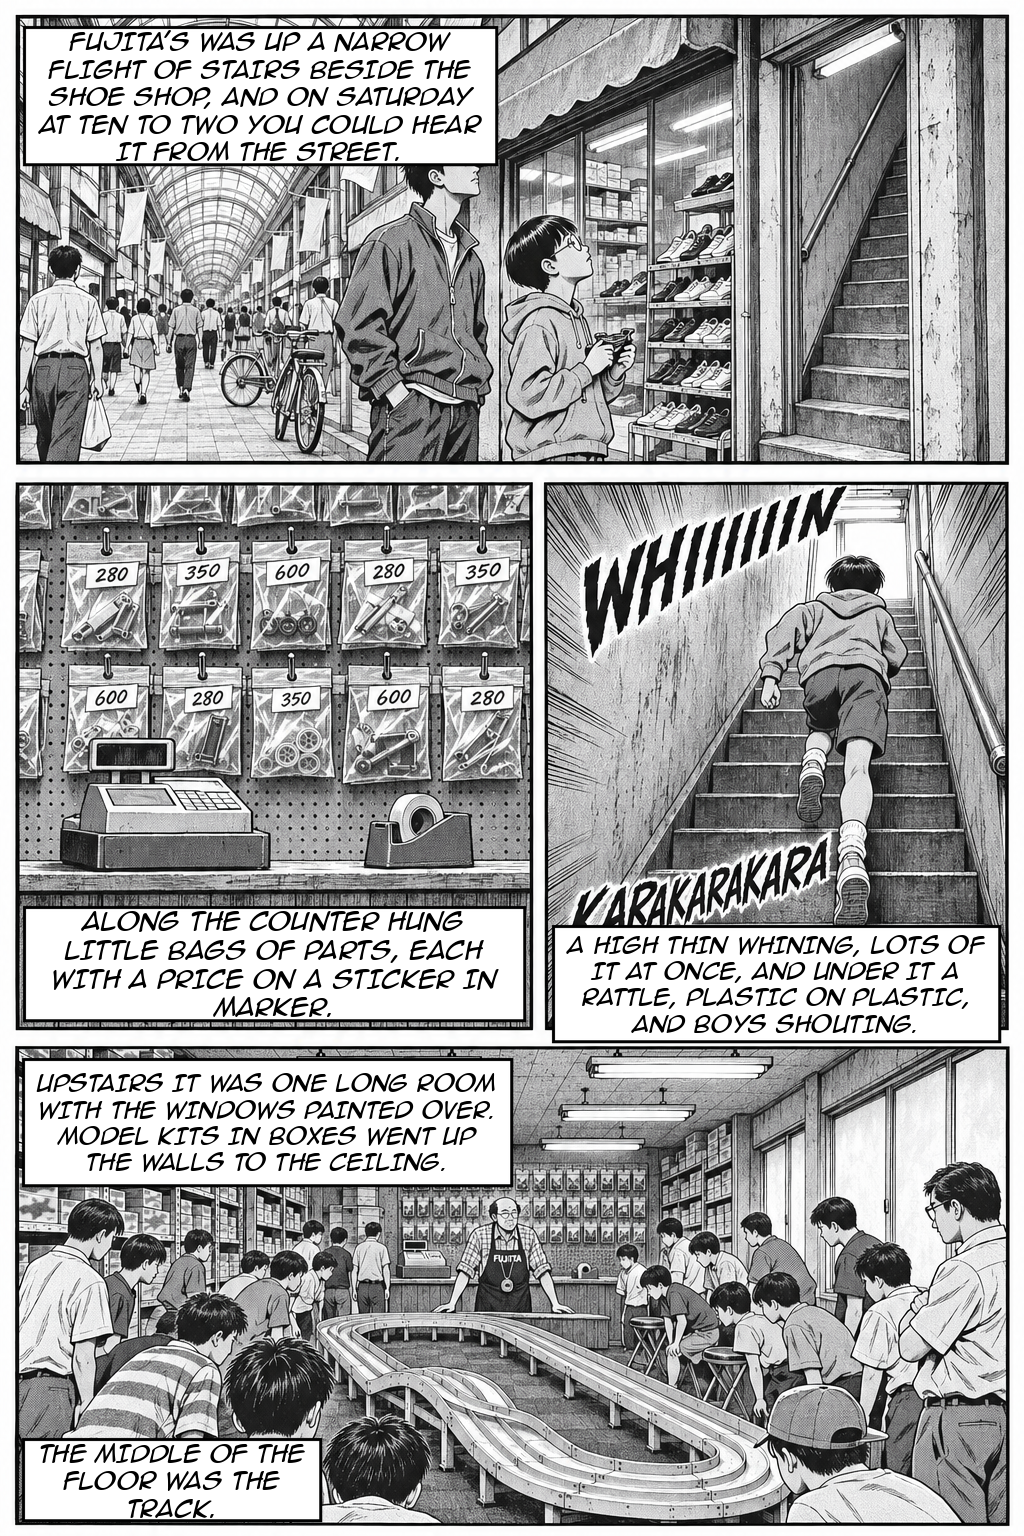 FUJITA'S WAS UP A NARROW
FLIGHT OF STAIRS BESIDE THE
SHOE SHOP, AND ON SATURDAY
AT TEN TO TWO YOU COULD HEAR
IT FROM THE STREET.
280
350
600
280
350
600
280
350
600
280
ALONG THE COUNTER HUNG
LITTLE BAGS OF PARTS, EACH
WITH A PRICE ON A STICKER IN
MARKER.
WHIIIIIIN
KARAKARAKARA
A HIGH THIN WHINING, LOTS OF
IT AT ONCE, AND UNDER IT A
RATTLE, PLASTIC ON PLASTIC,
AND BOYS SHOUTING.
UPSTAIRS IT WAS ONE LONG ROOM
WITH THE WINDOWS PAINTED OVER.
MODEL KITS IN BOXES WENT UP
THE WALLS TO THE CEILING.
FUJITA
THE MIDDLE OF THE
FLOOR WAS THE
TRACK.